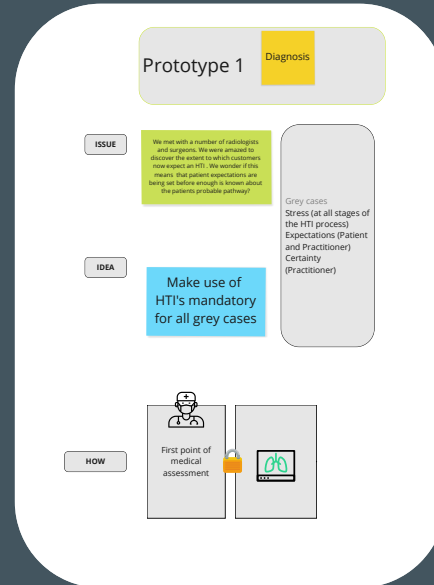 Prototype 1
Diagnosis
ISSUE
We met with a number of radiologists
and surgeons. We were amazed to
discover the extent to which customers
now expect an HTI . We wonder if this
means that patient expectations are
being set before enough is known about
the patients probable pathway?
Grey cases
Stress (at all stages of
the HTI process)
Expectations (Patient
and Practitioner)
Certainty
(Practitioner)
IDEA
Make use of
HTI's mandatory
for all grey cases
HOW
First point of
medical
assessment